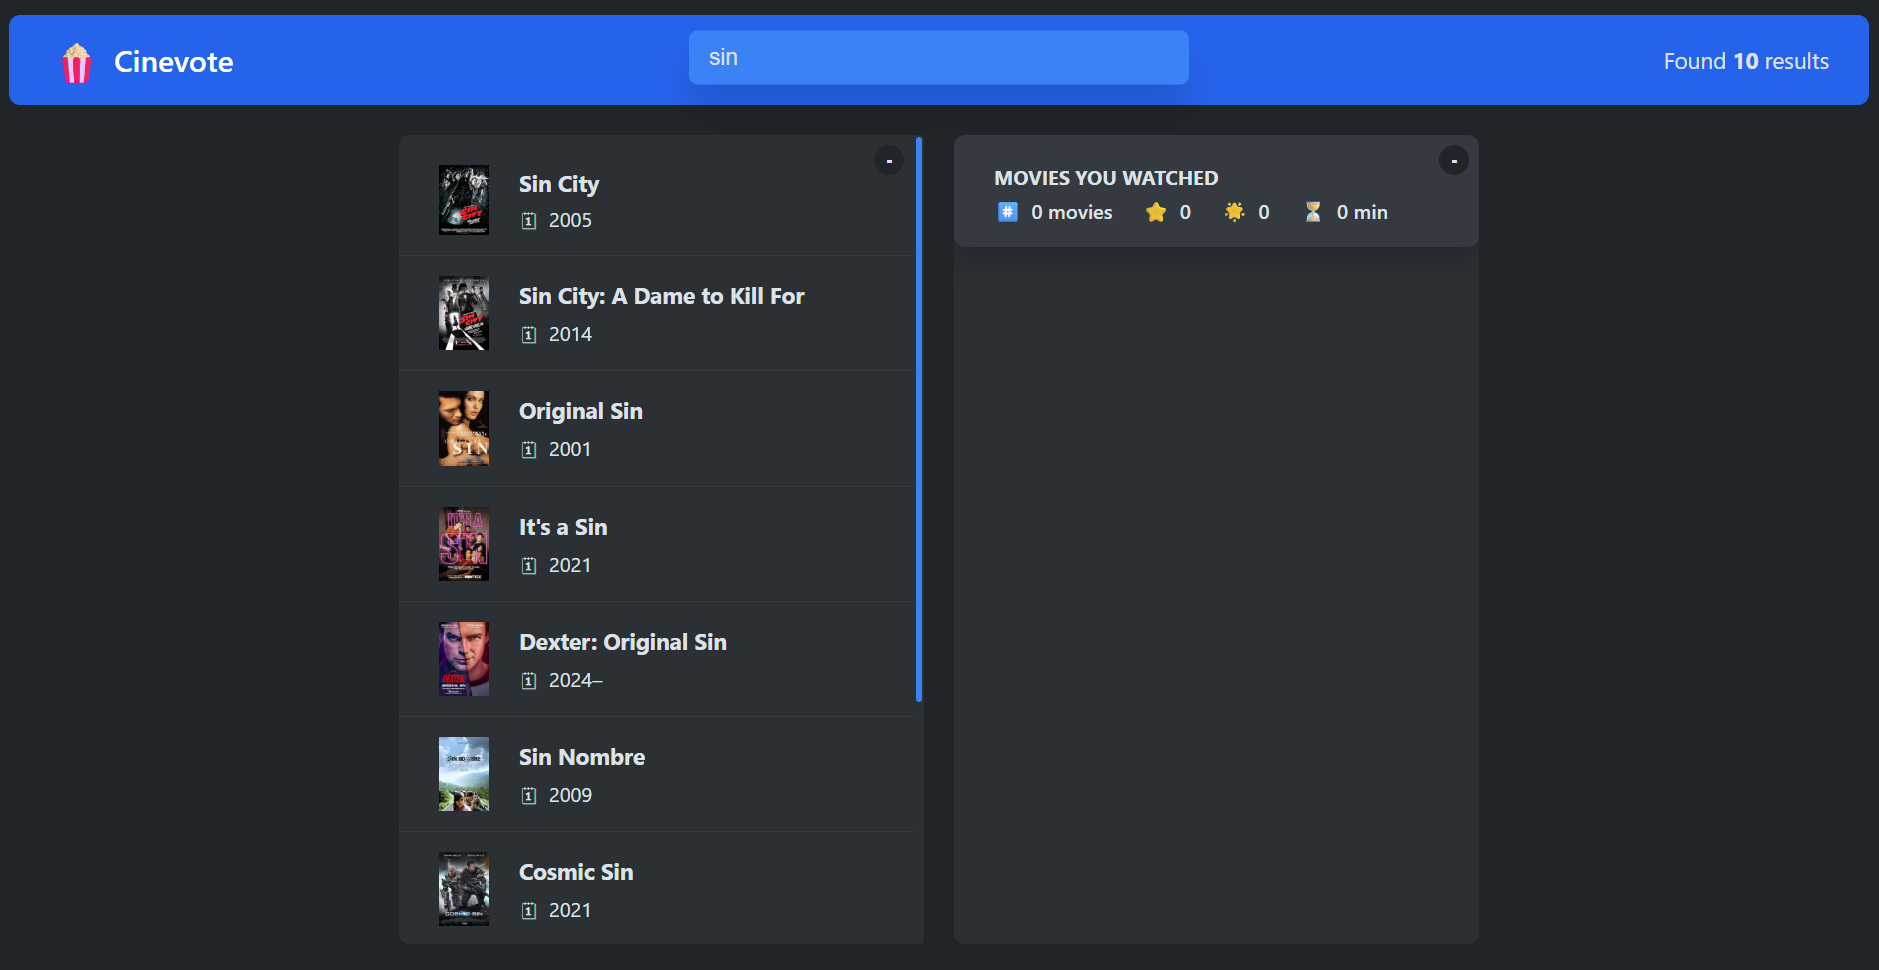 Cinevote
sin
Found 10 results
-
Sin City
2005
Sin City: A Dame to Kill For
2014
Original Sin
2001
It's a Sin
2021
Dexter: Original Sin
2024–
Sin Nombre
2009
Cosmic Sin
2021
-
MOVIES YOU WATCHED
#️⃣ 0 movies ⭐ 0 🌟 0 ⏳ 0 min